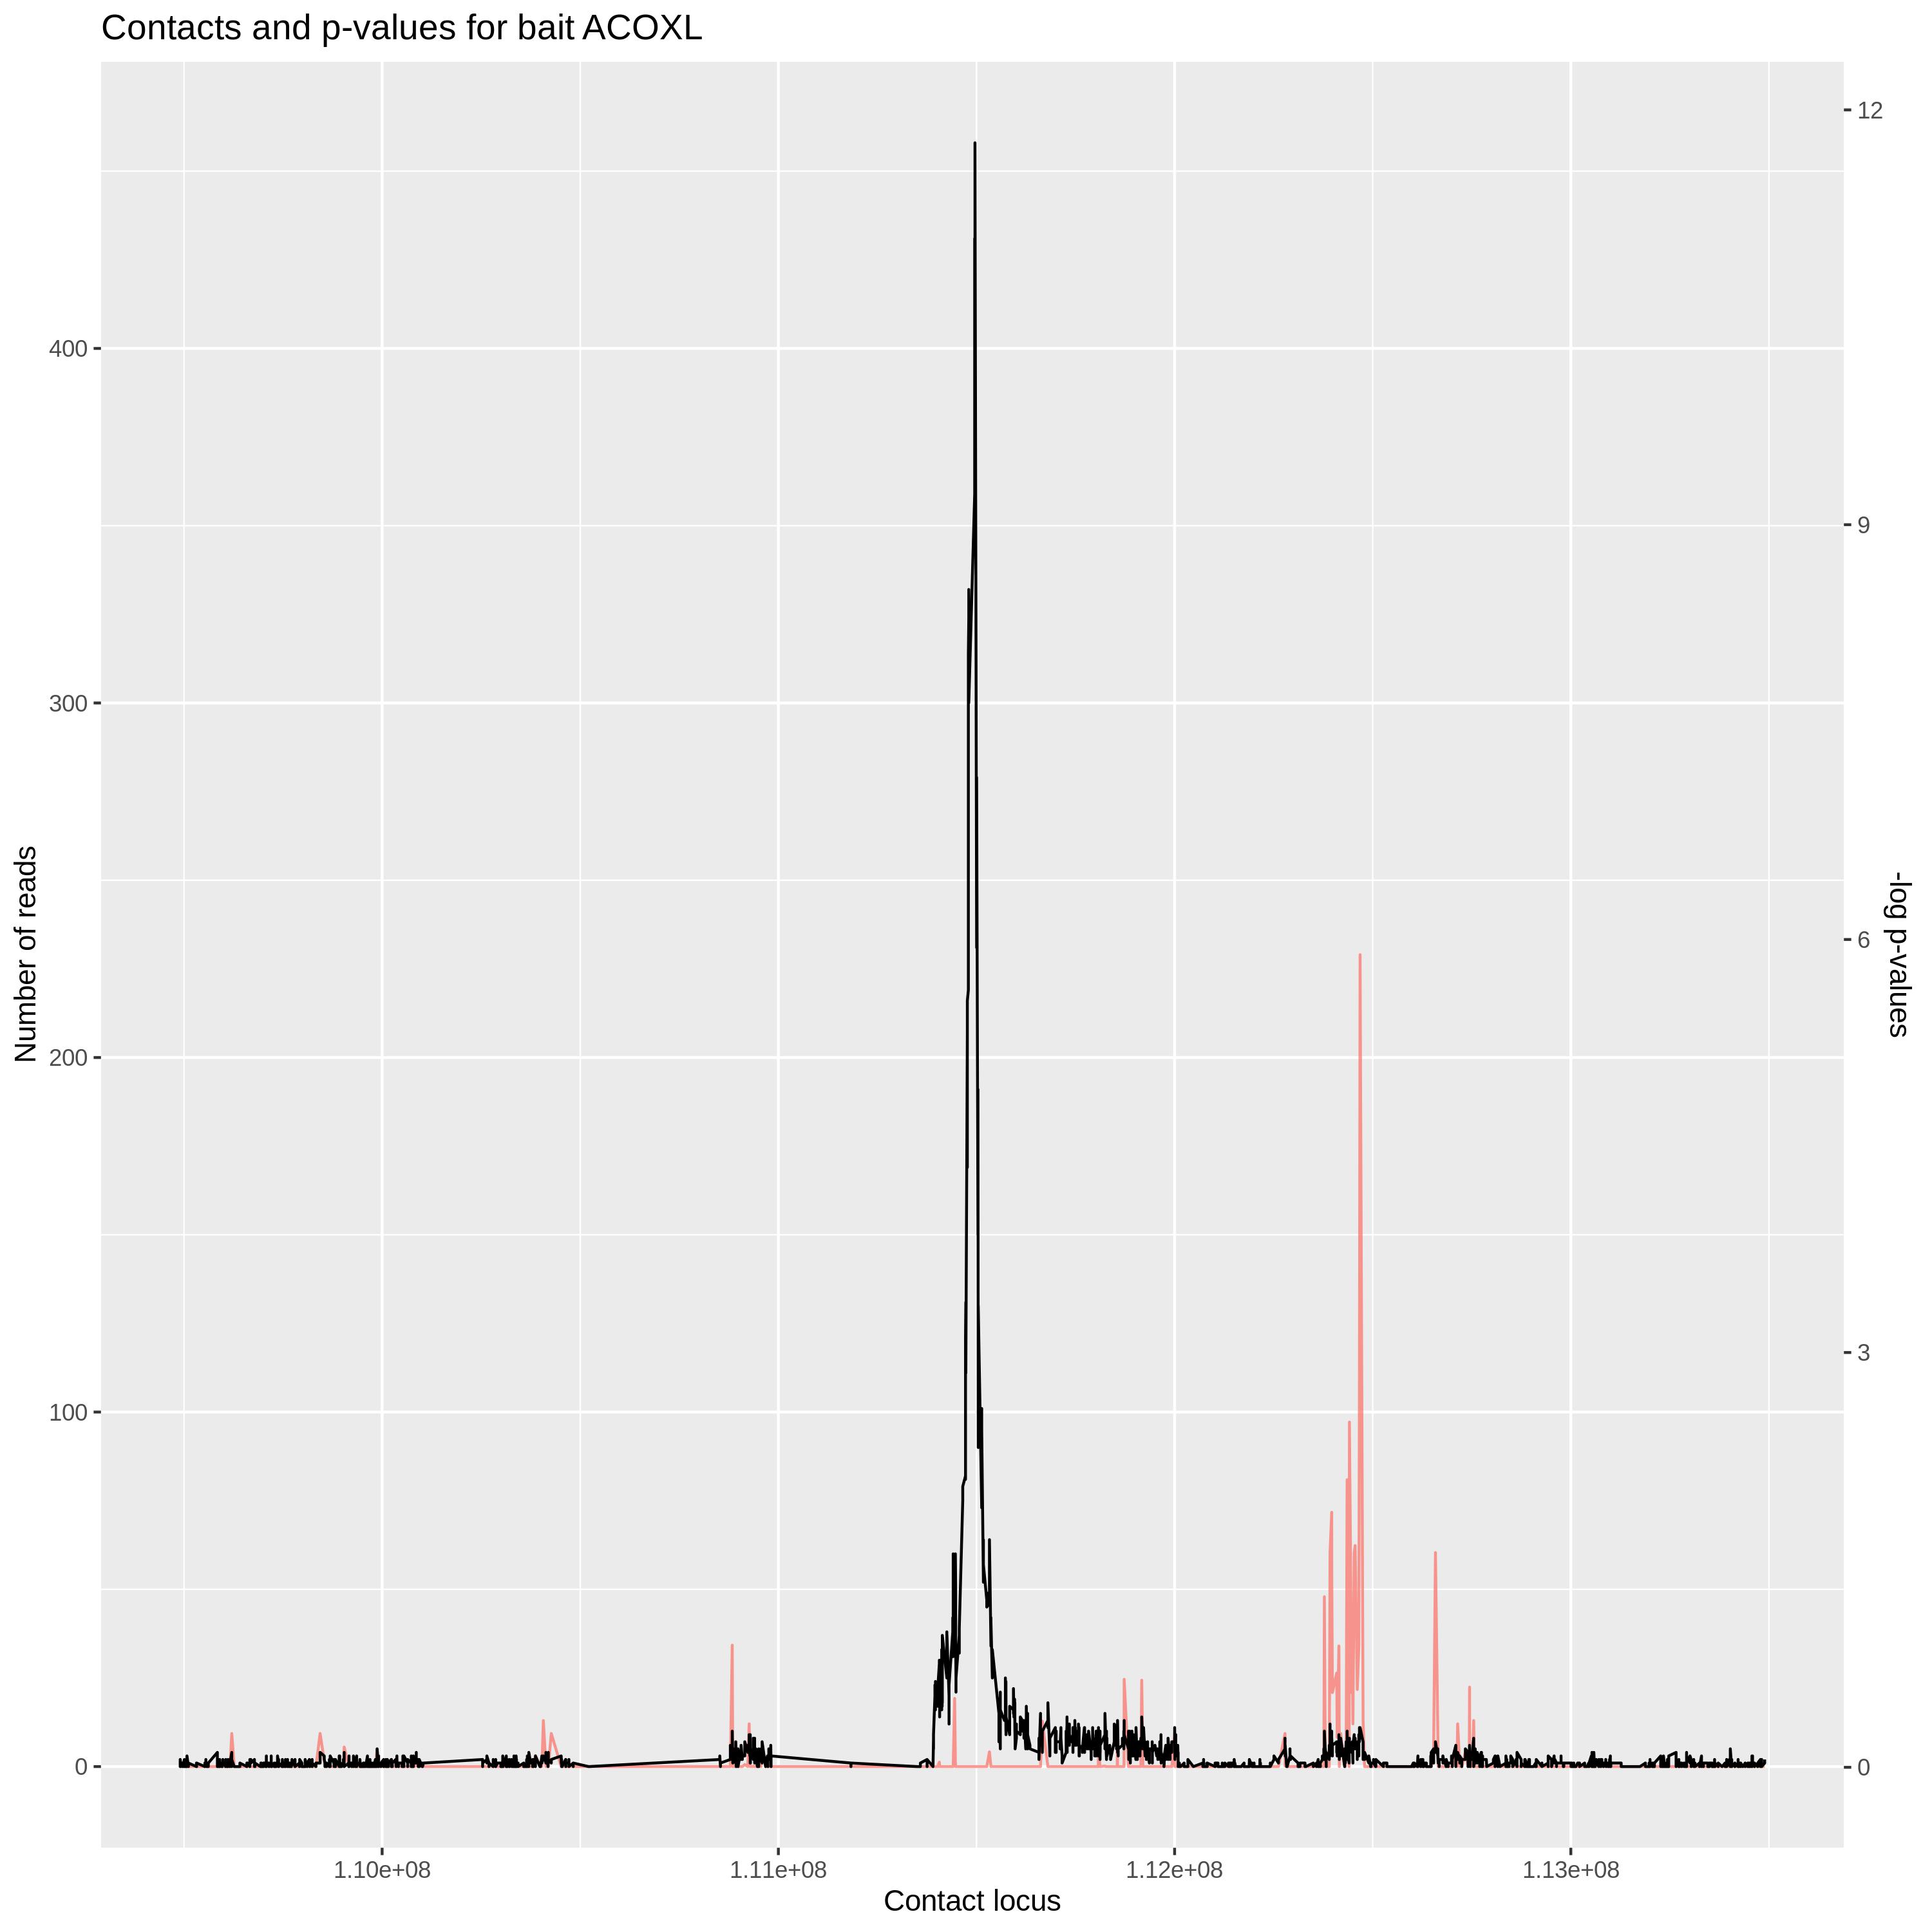 Contacts and p-values for bait ACOXL
12
400
9
300
Number of reads
-log p-values
6
200
3
100
0
0
1.10e+08
1.11e+08
1.12e+08
1.13e+08
Contact locus